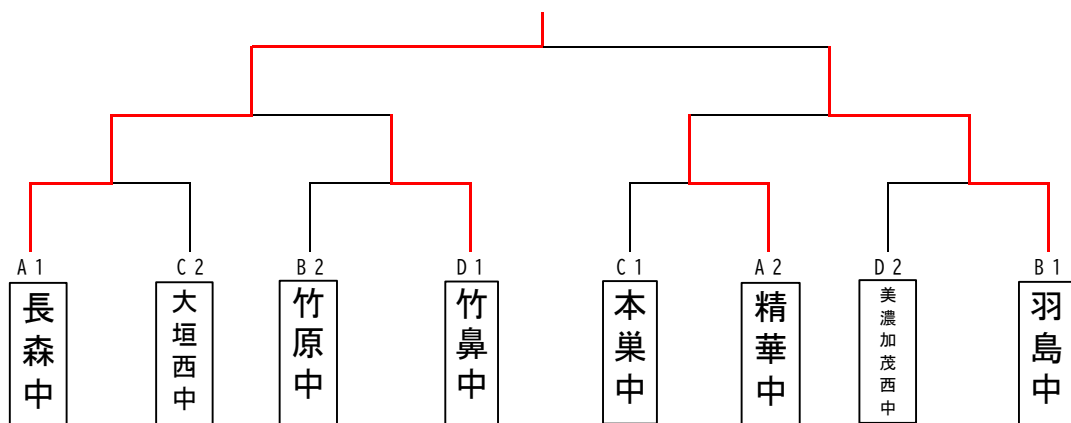 A1
C2
B2
D1
C1
A2
D2
B1
長森中
大垣西中
竹原中
竹鼻中
本巣中
精華中
美濃加茂西中
羽島中